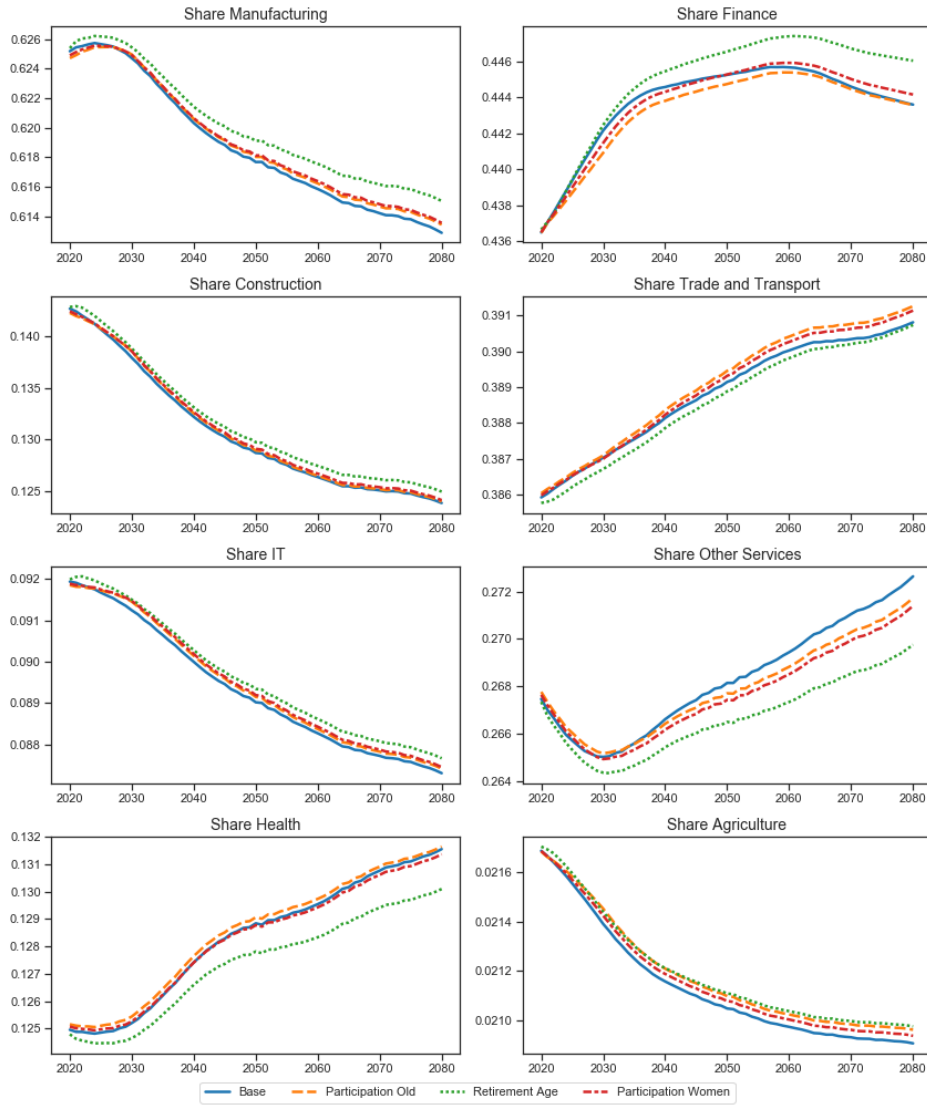 Share Manufacturing
0.626
0.624
0.622
0.620
0.618
0.616
0.614
2020 2030 2040 2050 2060 2070 2080
Share Finance
0.446
0.444
0.442
0.440
0.438
0.436
2020 2030 2040 2050 2060 2070 2080
Share Construction
0.140
0.135
0.130
0.125
2020 2030 2040 2050 2060 2070 2080
Share Trade and Transport
0.391
0.390
0.389
0.388
0.387
0.386
2020 2030 2040 2050 2060 2070 2080
Share IT
0.092
0.091
0.090
0.089
0.088
2020 2030 2040 2050 2060 2070 2080
Share Other Services
0.272
0.270
0.268
0.266
0.264
2020 2030 2040 2050 2060 2070 2080
Share Health
0.132
0.131
0.130
0.129
0.128
0.127
0.126
0.125
2020 2030 2040 2050 2060 2070 2080
Share Agriculture
0.0216
0.0214
0.0212
0.0210
2020 2030 2040 2050 2060 2070 2080
Base Participation Old Retirement Age Participation Women